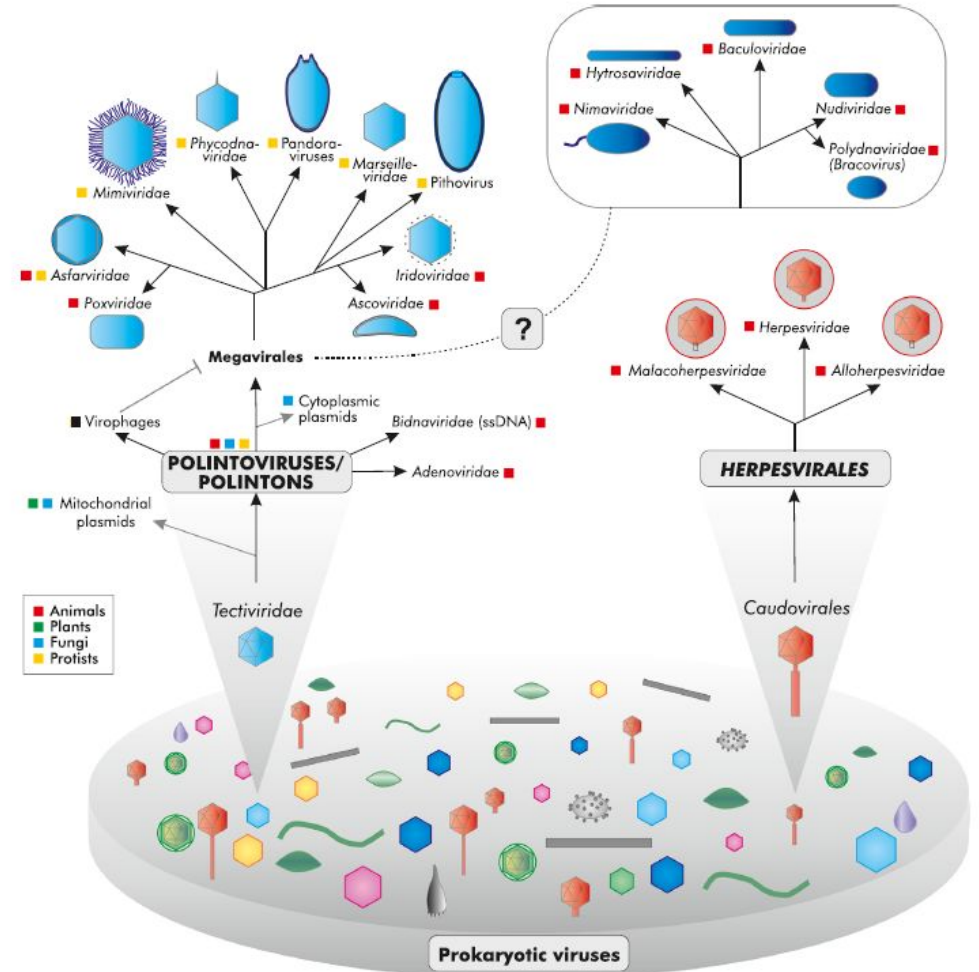 Baculoviridae
Hytrosaviridae
Nimaviridae
Nudiviridae
Polydnaviridae
(Bracovirus)
Phycodna-
viridae
Pandora-
viruses
Marseille-
viridae
Pithovirus
Mimiviridae
Asfarviridae
Iridoviridae
Poxviridae
Ascoviridae
?
Megavirales
Herpesviridae
Malacoherpesviridae
Alloherpesviridae
Virophages
Cytoplasmic
plasmids
Bidnaviridae (ssDNA)
POLINTOVIRUSES/
POLINTONS
Adenoviridae
HERPESVIRALES
Mitochondrial
plasmids
Tectiviridae
Caudovirales
Animals
Plants
Fungi
Protists
Prokaryotic viruses